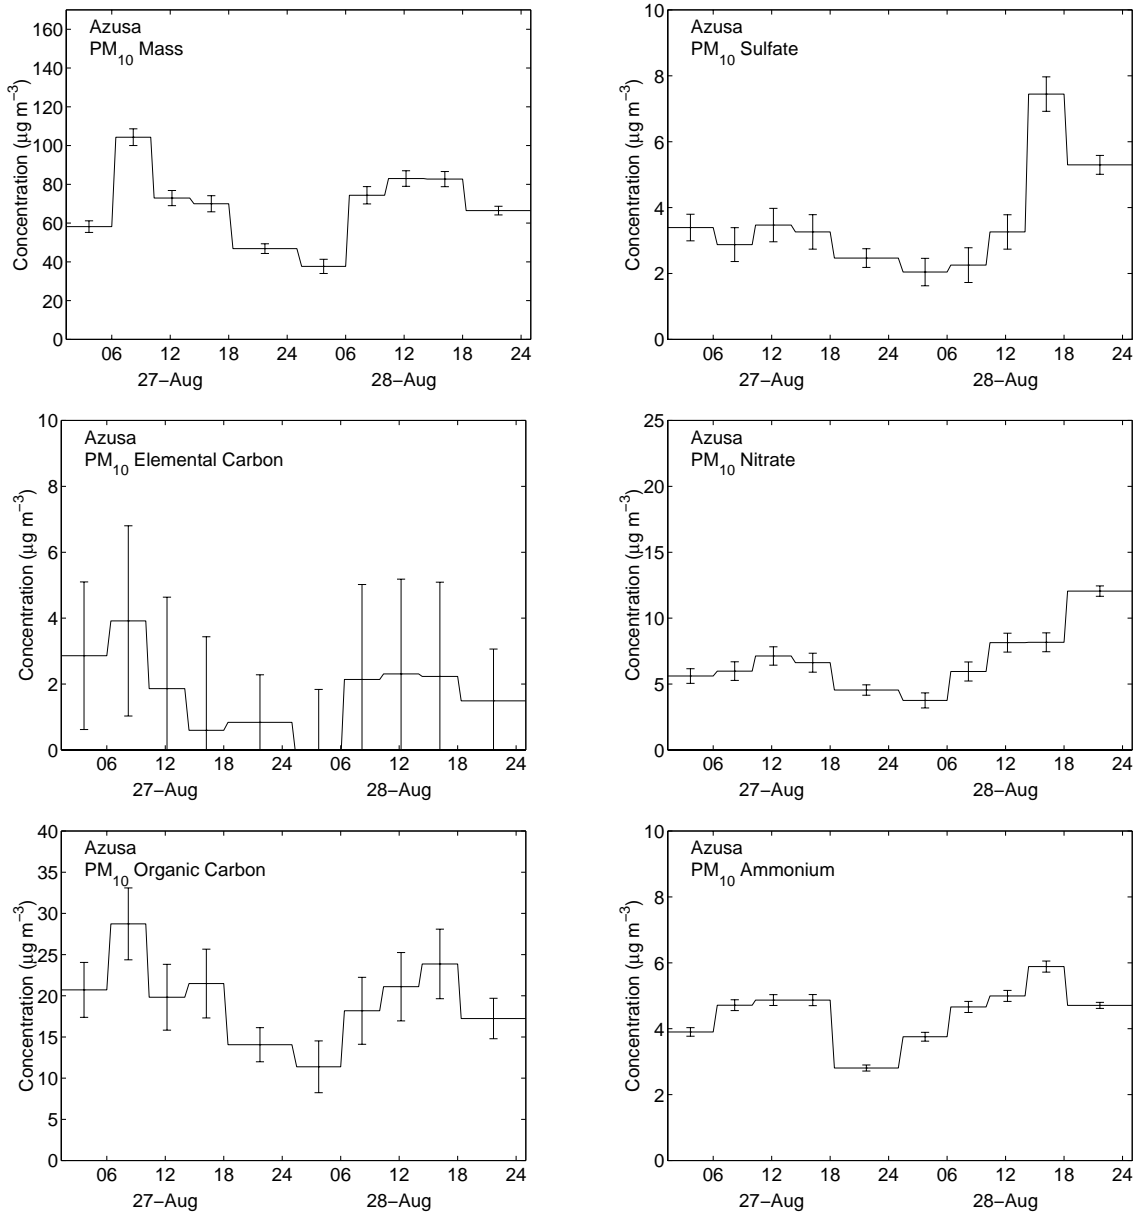 Azusa
PM10 Mass
Concentration (μg m−3)
160
140
120
100
80
60
40
20
0
06 12 18 24 06 12 18 24
27−Aug 28−Aug
Azusa
PM10 Sulfate
Concentration (μg m−3)
10
8
6
4
2
0
06 12 18 24 06 12 18 24
27−Aug 28−Aug
Azusa
PM10 Elemental Carbon
Concentration (μg m−3)
10
8
6
4
2
0
06 12 18 24 06 12 18 24
27−Aug 28−Aug
Azusa
PM10 Nitrate
Concentration (μg m−3)
25
20
15
10
5
0
06 12 18 24 06 12 18 24
27−Aug 28−Aug
Azusa
PM10 Organic Carbon
Concentration (μg m−3)
40
35
30
25
20
15
10
5
0
06 12 18 24 06 12 18 24
27−Aug 28−Aug
Azusa
PM10 Ammonium
Concentration (μg m−3)
10
8
6
4
2
0
06 12 18 24 06 12 18 24
27−Aug 28−Aug